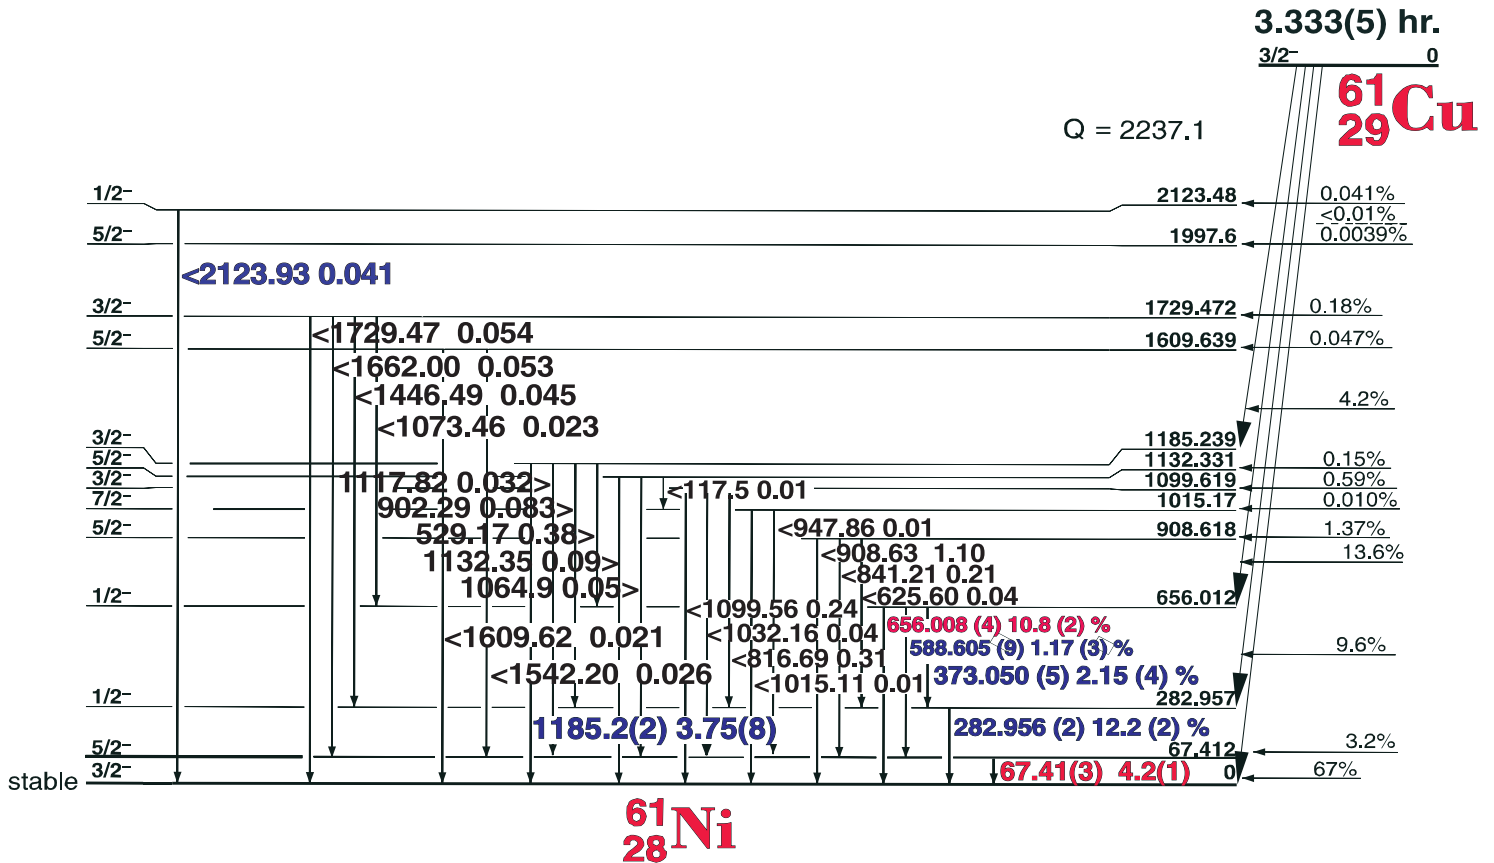 3.333(5) hr.
3/2⁻ 0
61
29 Cu
Q = 2237.1
1/2⁻ 2123.48 0.041%
<0.01%
5/2⁻ 1997.6 0.0039%
<2123.93 0.041
3/2⁻ 1729.472 0.18%
<1729.47 0.054
5/2⁻ 1609.639 0.047%
<1662.00 0.053
<1446.49 0.045
4.2%
<1073.46 0.023
3/2⁻ 1185.239
5/2⁻ 1132.331 0.15%
3/2⁻ 1099.619 0.59%
1117.82 0.032>
<117.5 0.01
7/2⁻ 1015.17 0.010%
902.29 0.083>
5/2⁻ 908.618 1.37%
529.17 0.38>
<947.86 0.01
<908.63 1.10
13.6%
1132.35 0.09>
<841.21 0.21
1064.9 0.05>
<625.60 0.04
1/2⁻ 656.012
<1099.56 0.24
656.008 (4) 10.8 (2) %
<1609.62 0.021
<1032.16 0.04
588.605 (9) 1.17 (3) %
9.6%
<816.69 0.31
<1542.20 0.026
<1015.11 0.01
373.050 (5) 2.15 (4) %
1/2⁻ 282.957
1185.2(2) 3.75(8)
282.956 (2) 12.2 (2) %
5/2⁻ 67.412 3.2%
3/2⁻ 0 67%
67.41(3) 4.2(1)
stable
61
28 Ni